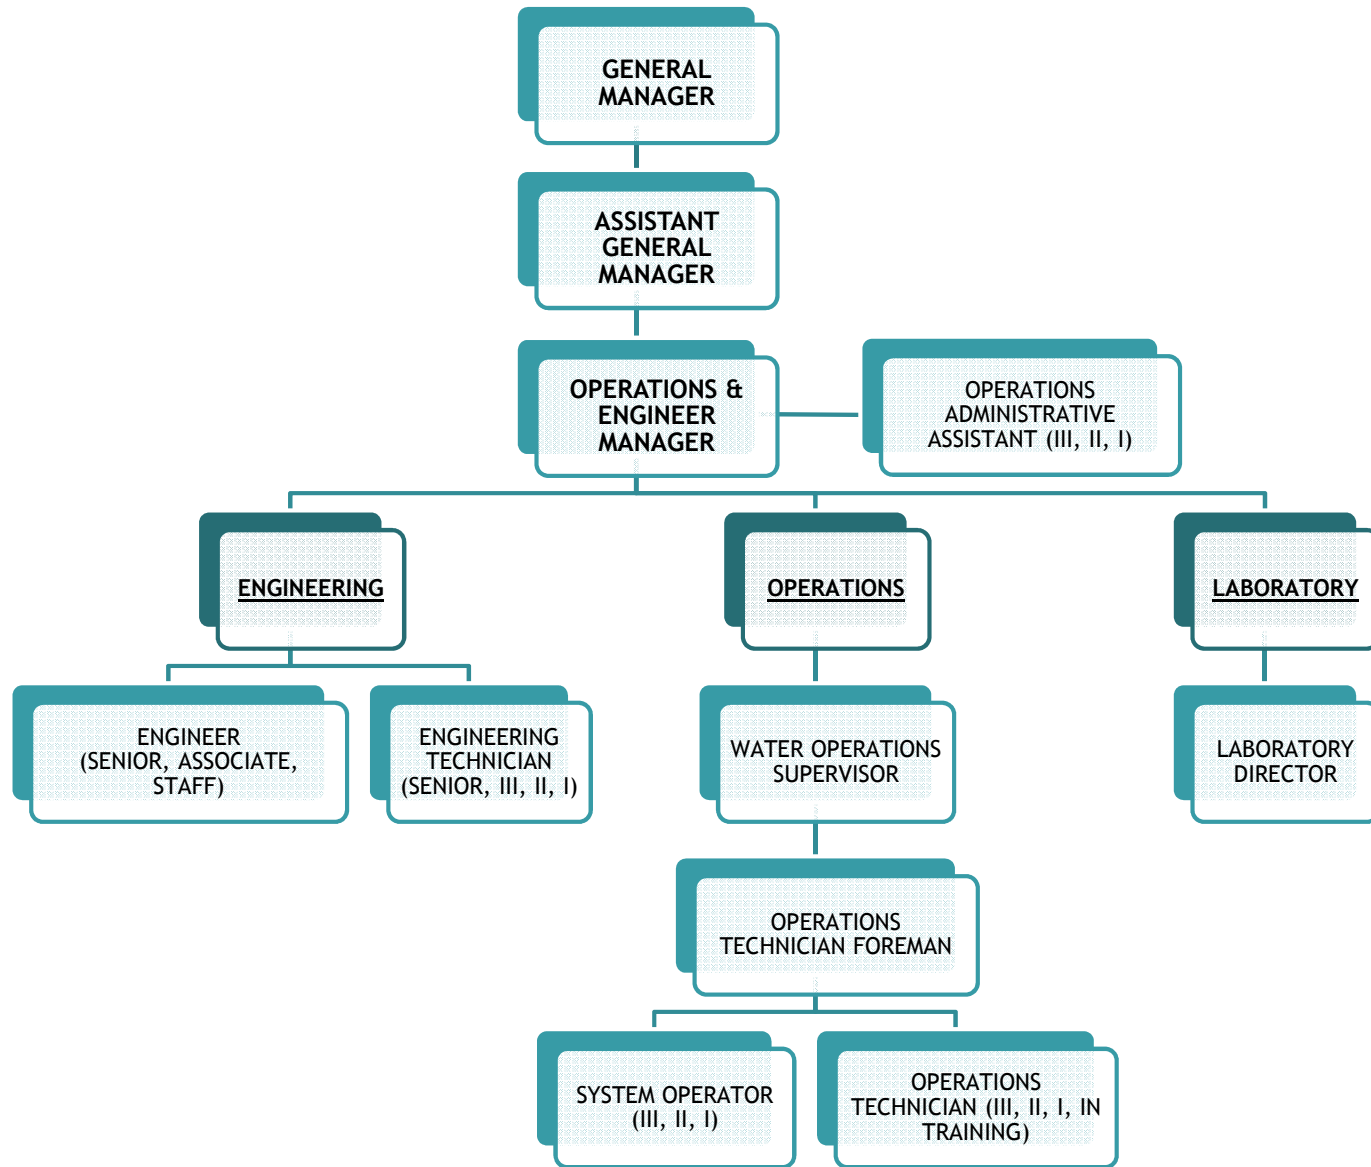 GENERAL
MANAGER
ASSISTANT
GENERAL
MANAGER
OPERATIONS &
ENGINEER
MANAGER
OPERATIONS
ADMINISTRATIVE
ASSISTANT (III, II, I)
ENGINEERING
OPERATIONS
LABORATORY
ENGINEER
(SENIOR, ASSOCIATE,
STAFF)
ENGINEERING
TECHNICIAN
(SENIOR, III, II, I)
WATER OPERATIONS
SUPERVISOR
LABORATORY
DIRECTOR
OPERATIONS
TECHNICIAN FOREMAN
SYSTEM OPERATOR
(III, II, I)
OPERATIONS
TECHNICIAN (III, II, I, IN
TRAINING)